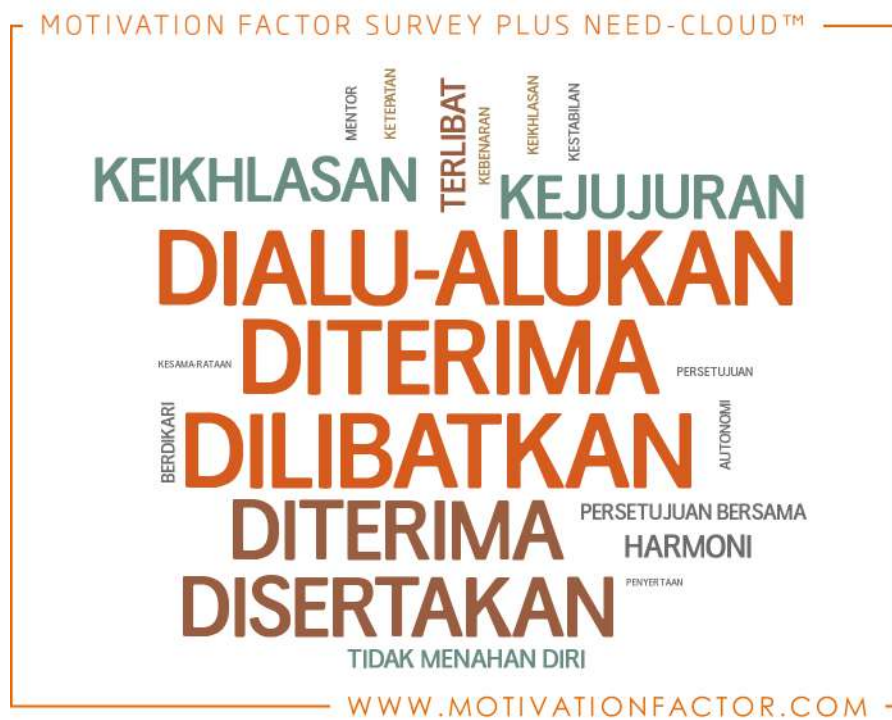 MOTIVATION FACTOR SURVEY PLUS NEED-CLOUD™
MENTOR
KETEPATAN
TERLIBAT
KEBENARAN
KEIKHLASAN
KESTABILAN
KEIKHLASAN
KEJUJURAN
DIALU-ALUKAN
KESAMA-RATAAN
DITERIMA
PERSETUJUAN
BERDIKARI
DILIBATKAN
AUTONOMI
DITERIMA
PERSETUJUAN BERSAMA
HARMONI
DISERTAKAN
PENYERTAAN
TIDAK MENAHAN DIRI
WWW.MOTIVATIONFACTOR.COM